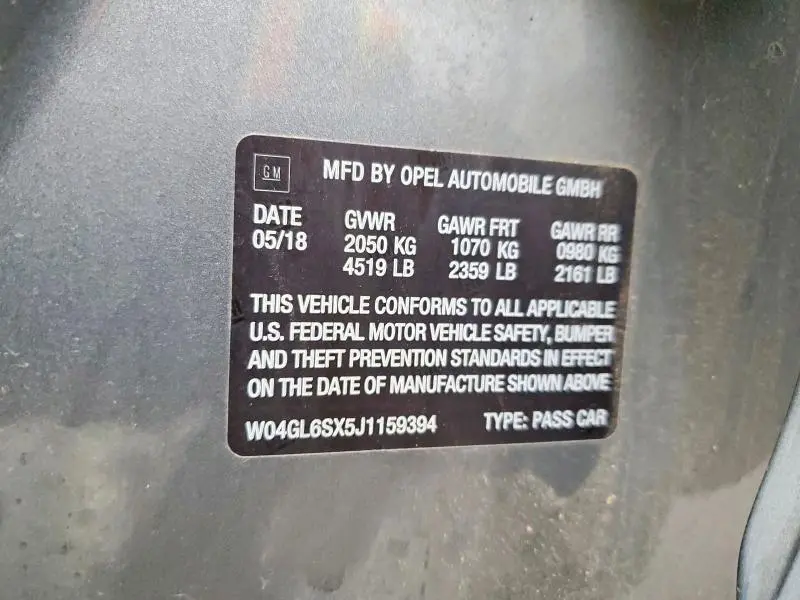 GM MFD BY OPEL AUTOMOBILE GMBH
DATE GVWR GAWR FRT GAWR RR
05/18 2050 KG 1070 KG 0980 KG
4519 LB 2359 LB 2161 LB
THIS VEHICLE CONFORMS TO ALL APPLICABLE
U.S. FEDERAL MOTOR VEHICLE SAFETY, BUMPER
AND THEFT PREVENTION STANDARDS IN EFFECT
ON THE DATE OF MANUFACTURE SHOWN ABOVE
W04GL6SX5J1159394 TYPE: PASS CAR